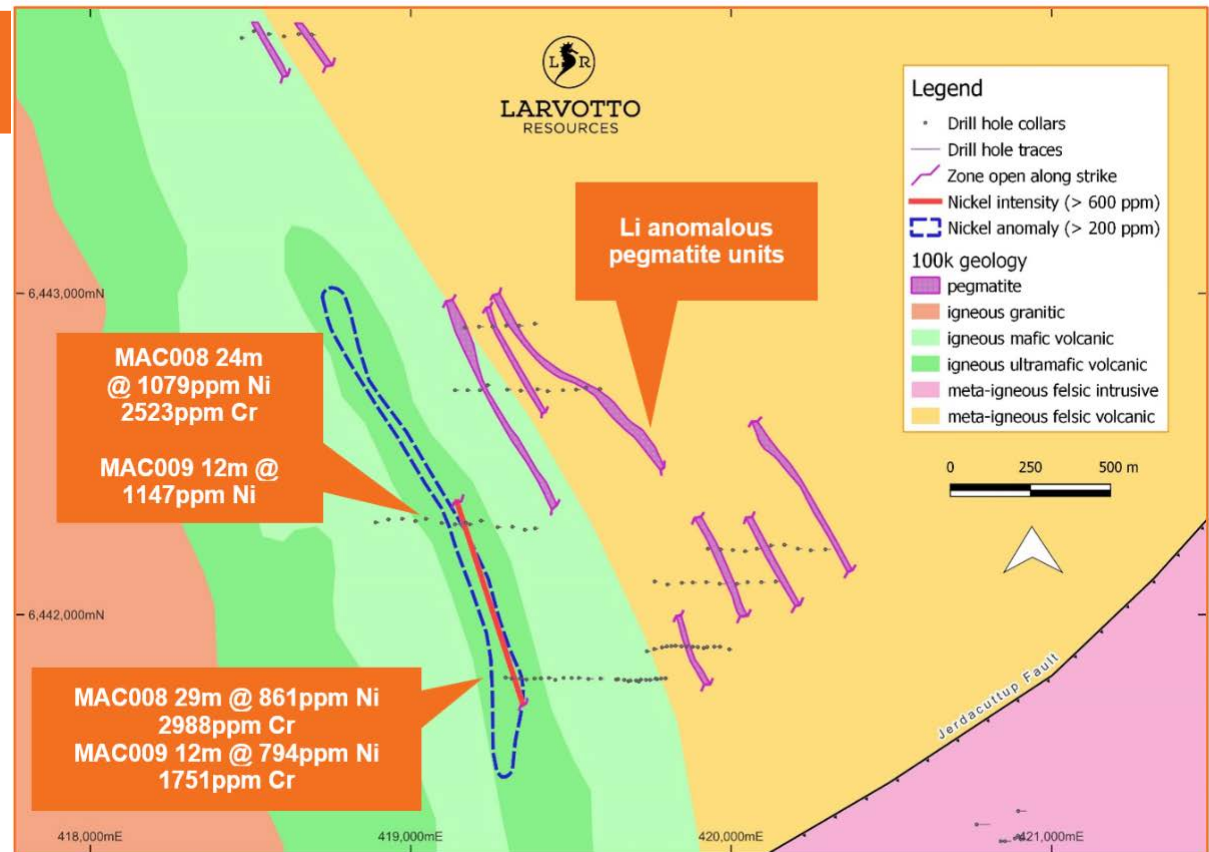 L R
LARVOTTO
RESOURCES
Legend
Drill hole collars
Drill hole traces
Zone open along strike
Nickel intensity (> 600 ppm)
Nickel anomaly (> 200 ppm)
100k geology
pegmatite
igneous granitic
igneous mafic volcanic
igneous ultramafic volcanic
meta-igneous felsic intrusive
meta-igneous felsic volcanic
0 250 500 m
Li anomalous
pegmatite units
6,443,000mN
MAC008 24m
@ 1079ppm Ni
2523ppm Cr
MAC009 12m @
1147ppm Ni
6,442,000mN
MAC008 29m @ 861ppm Ni
2988ppm Cr
MAC009 12m @ 794ppm Ni
1751ppm Cr
Jerdacuttup Fault
418,000mE
419,000mE
420,000mE
421,000mE